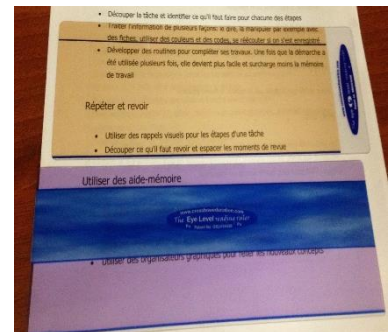 • Découper la tâche et identifier ce qu'il faut faire pour chacune des étapes
• Traiter l'information de plusieurs façons: le dire, la manipuler par exemple avec
des fiches, utiliser des couleurs et des codes, se réécouter si on s'est enregistré
• Développer des routines pour compléter ses travaux. Une fois que la démarche a
été utilisée plusieurs fois, elle devient plus facile et surcharge moins la mémoire
de travail
Répéter et revoir
• Utiliser des rappels visuels pour les étapes d'une tâche
• Découper ce qu'il faut revoir et espacer les moments de revue
Utiliser des aide-mémoire
The Eye Level reading ruler
• Utiliser des organisateurs graphiques pour relier les nouveaux concepts